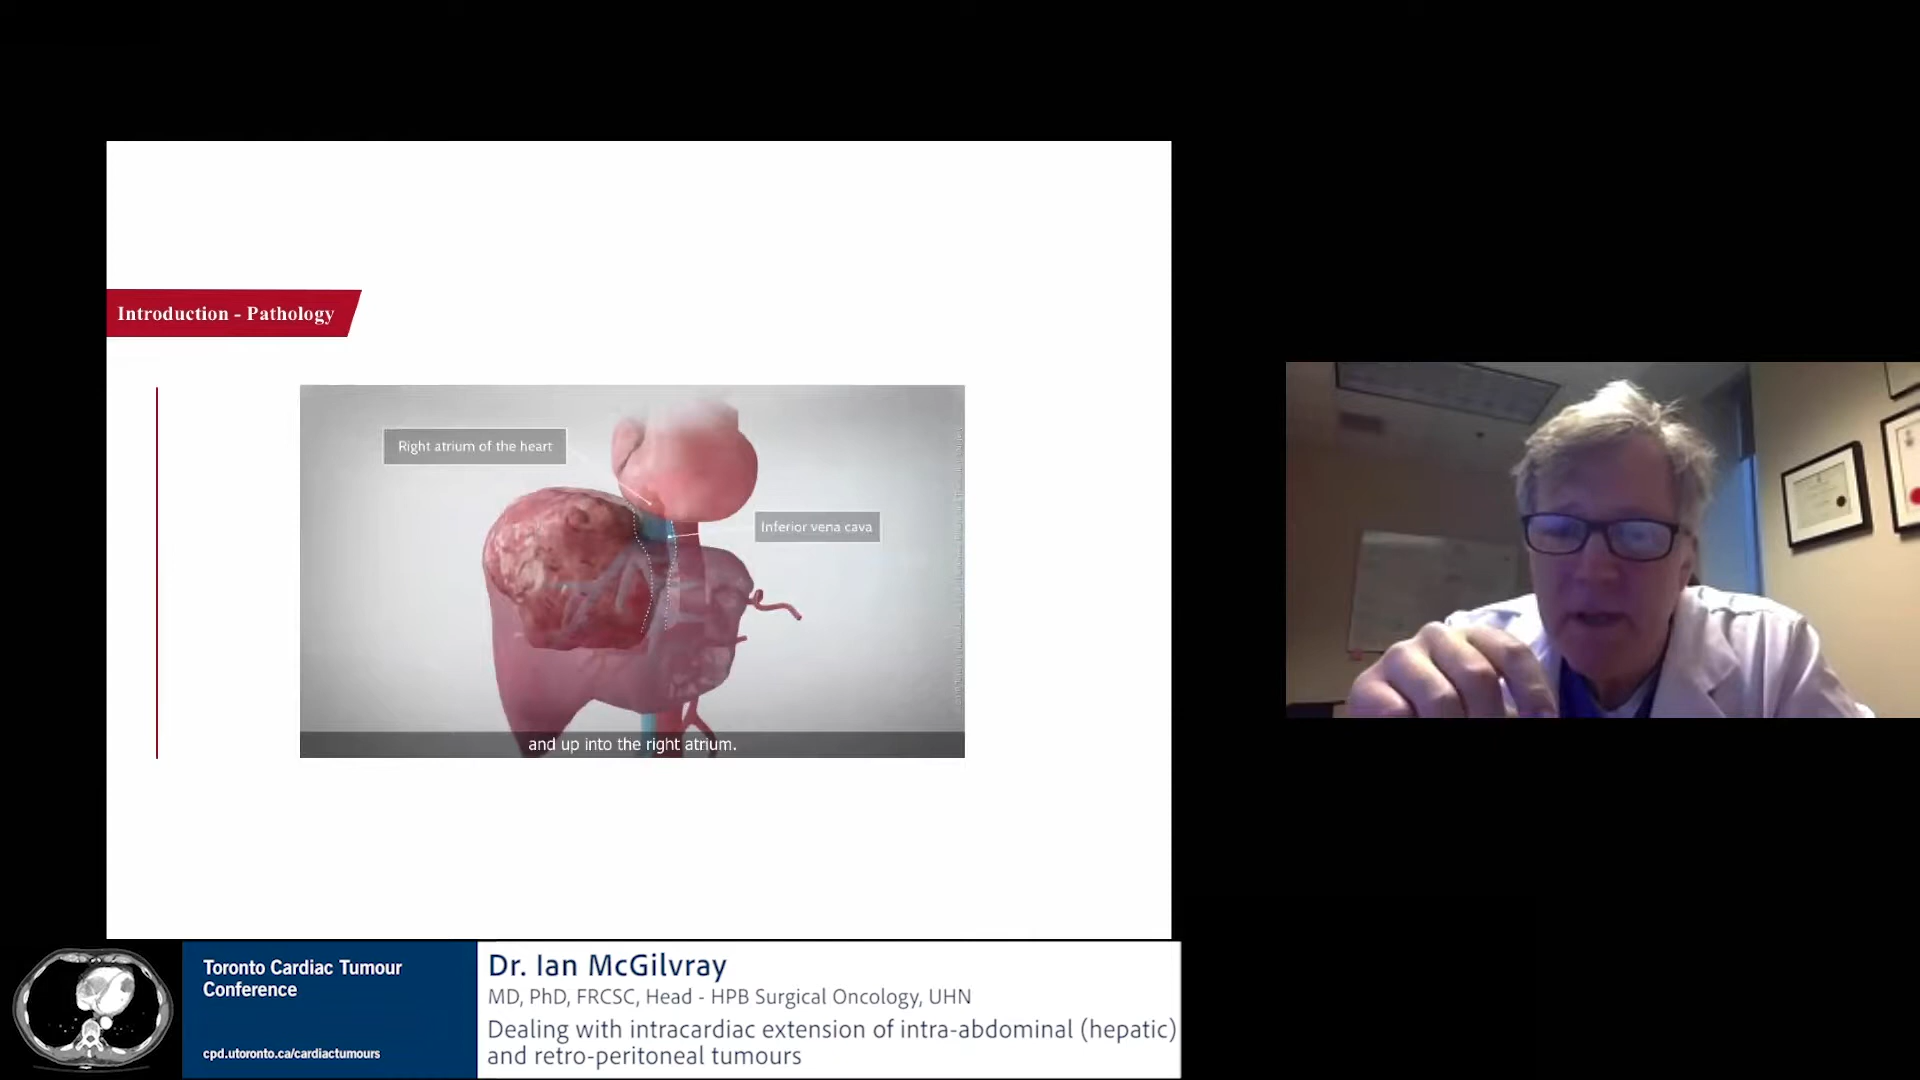 Introduction - Pathology
Right atrium of the heart
Inferior vena cava
and up into the right atrium.
Toronto Cardiac Tumour
Conference
cpd.utoronto.ca/cardiactumours
Dr. Ian McGilvray
MD, PhD, FRCSC, Head - HPB Surgical Oncology, UHN
Dealing with intracardiac extension of intra-abdominal (hepatic)
and retro-peritoneal tumours